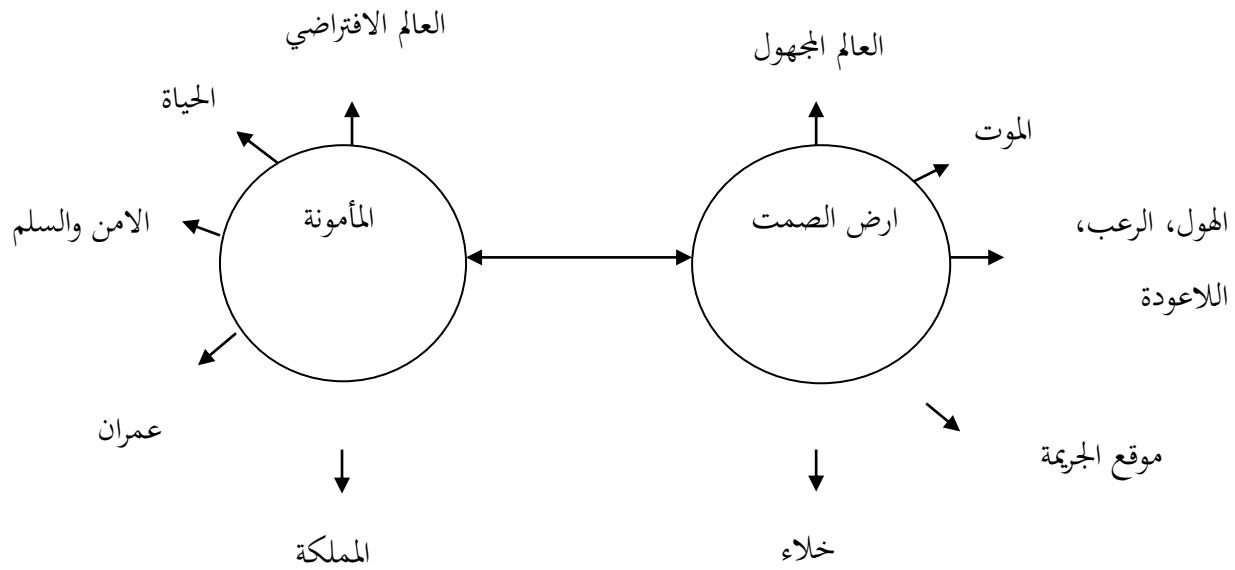 العالم الافتراضي
العالم المجهول
الحياة
الموت
المأمونة
ارض الصمت
الامن والسلم
الهول، الرعب،
اللاعودة
عمران
موقع الجريمة
المملكة
خلاء